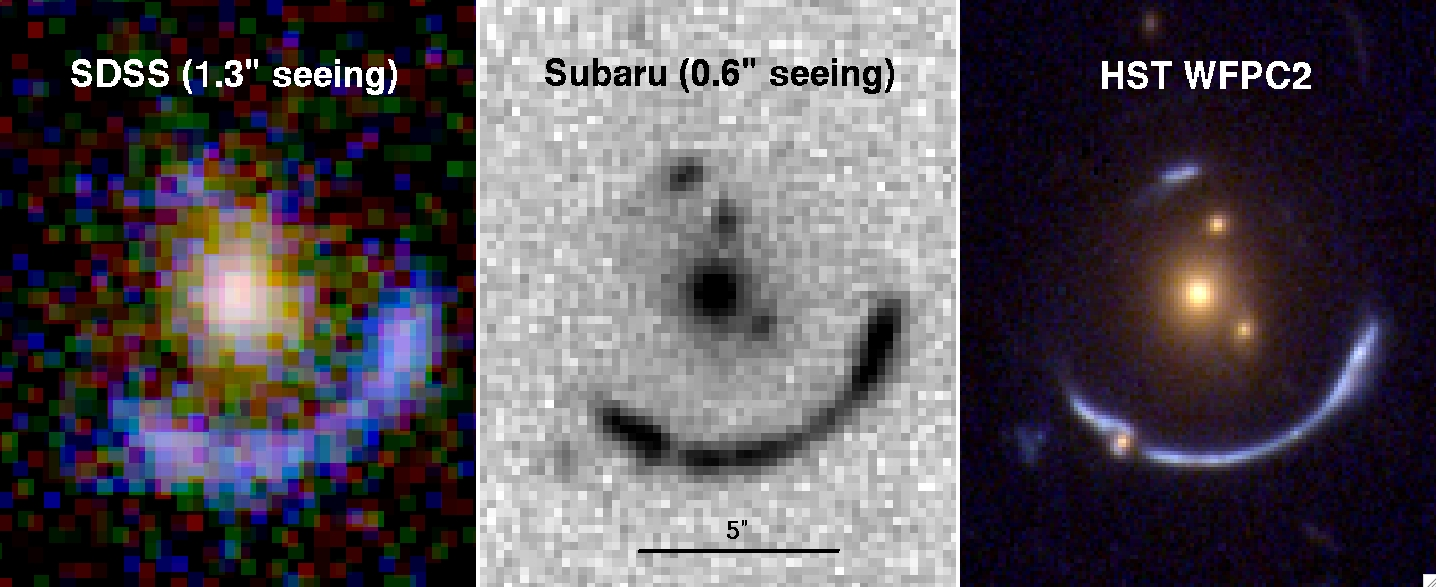 SDSS (1.3" seeing)
Subaru (0.6" seeing)
HST WFPC2
5"